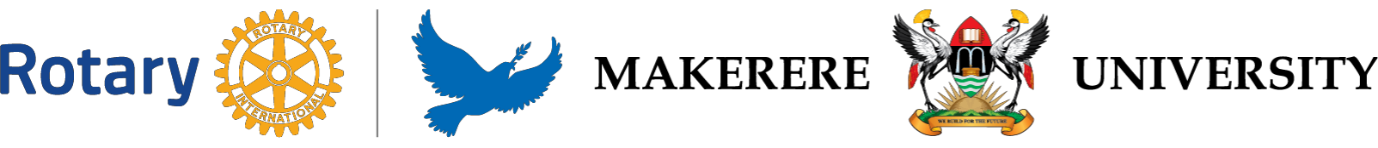 Rotary
ROTARY
INTERNATIONAL
MAKERERE
WE BUILD FOR THE FUTURE
UNIVERSITY